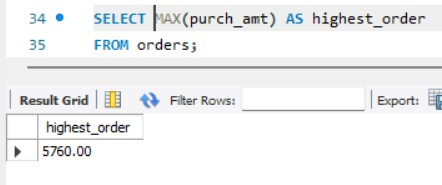 34 SELECT MAX(purch_amt) AS highest_order
35 FROM orders;
Result Grid Filter Rows: Export:
highest_order
5760.00